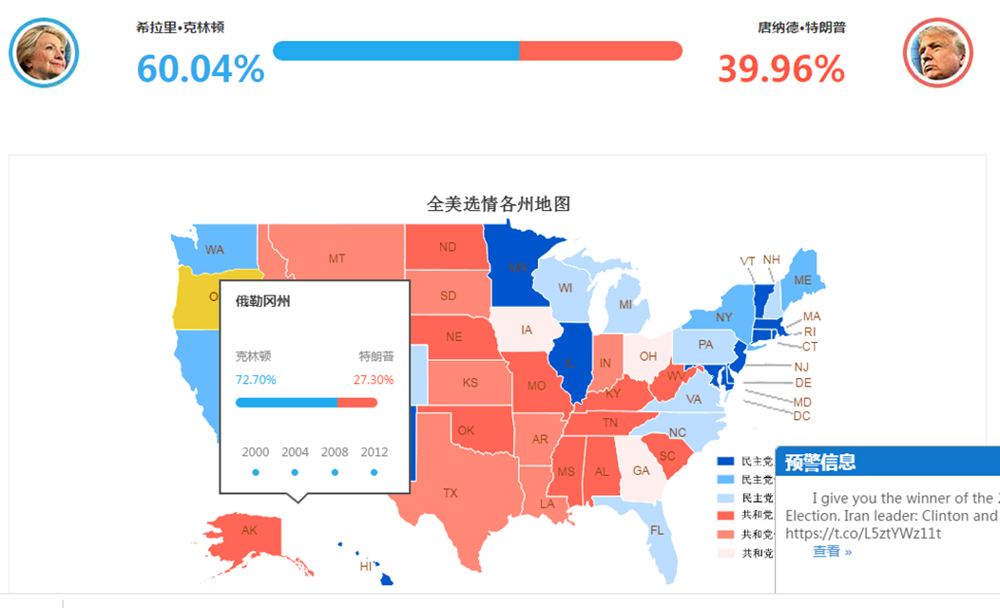 希拉里•克林顿
唐纳德•特朗普
60.04%
39.96%
全美选情各州地图
WA
MT
ND
MN
VT
NH
ME
O
SD
WI
MI
NY
MA
RI
CT
俄勒冈州
克林顿
特朗普
72.70%
27.30%
2000 2004 2008 2012
IA
NE
IL
IN
OH
PA
NJ
DE
KS
MO
KY
WV
VA
MD
DC
OK
AR
TN
NC
SC
TX
LA
MS
AL
GA
FL
AK
HI
民主党
民主党
民主党
共和党
共和党
共和党
预警信息
I give you the winner of the
Election. Iran leader: Clinton and
https://t.co/L5ztYWz11t
查看 »